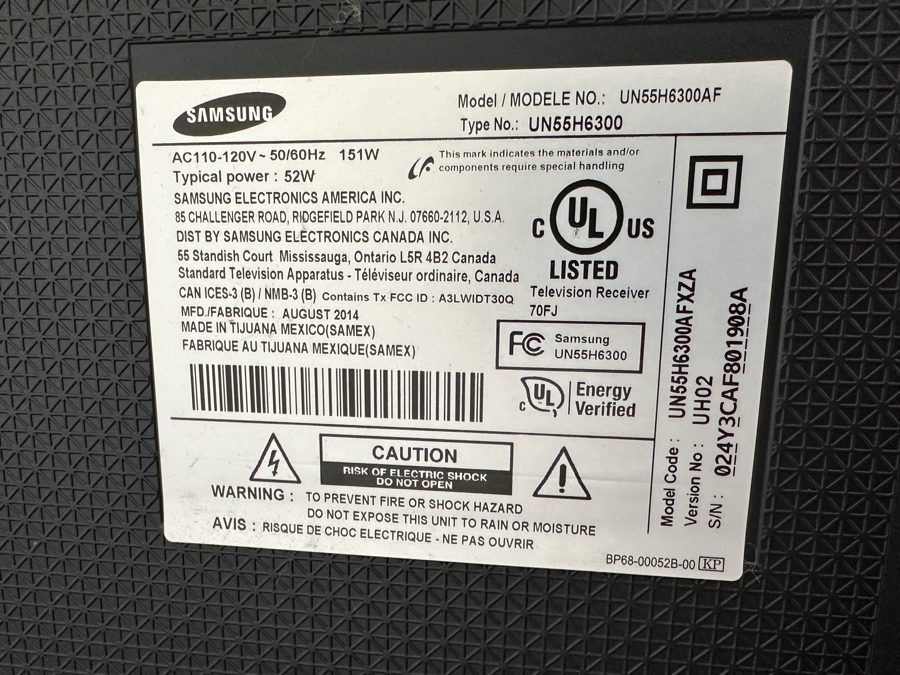 SAMSUNG
Model / MODELE NO.: UN55H6300AF
Type No.: UN55H6300
AC110-120V ~ 50/60Hz 151W
Typical power : 52W
This mark indicates the materials and/or
components require special handling
SAMSUNG ELECTRONICS AMERICA INC.
85 CHALLENGER ROAD, RIDGEFIELD PARK N.J. 07660-2112, U.S.A.
DIST BY SAMSUNG ELECTRONICS CANADA INC.
55 Standish Court Mississauga, Ontario L5R 4B2 Canada
Standard Television Apparatus - Téléviseur ordinaire, Canada
CAN ICES-3 (B) / NMB-3 (B) Contains Tx FCC ID : A3LWIDT30Q
MFD./FABRIQUE : AUGUST 2014
MADE IN TIJUANA MEXICO(SAMEX)
FABRIQUE AU TIJUANA MEXIQUE(SAMEX)
C UL US
LISTED
Television Receiver
70FJ
FC Samsung
UN55H6300
C UL Energy
Verified
CAUTION
RISK OF ELECTRIC SHOCK
DO NOT OPEN
WARNING : TO PREVENT FIRE OR SHOCK HAZARD
DO NOT EXPOSE THIS UNIT TO RAIN OR MOISTURE
AVIS : RISQUE DE CHOC ELECTRIQUE - NE PAS OUVRIR
Model Code : UN55H6300AFXZA
Version No : UH02
S/N : 024Y3CAF801908A
BP68-00052B-00 KP